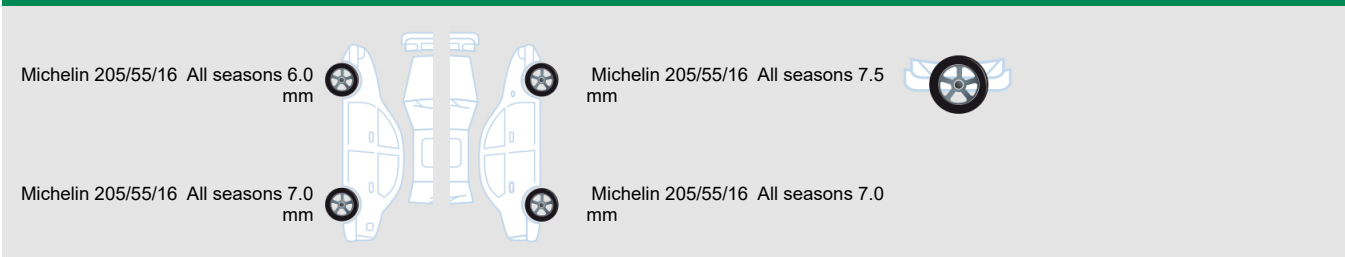 Michelin 205/55/16 All seasons 6.0
mm
Michelin 205/55/16 All seasons 7.5
mm
Michelin 205/55/16 All seasons 7.0
mm
Michelin 205/55/16 All seasons 7.0
mm